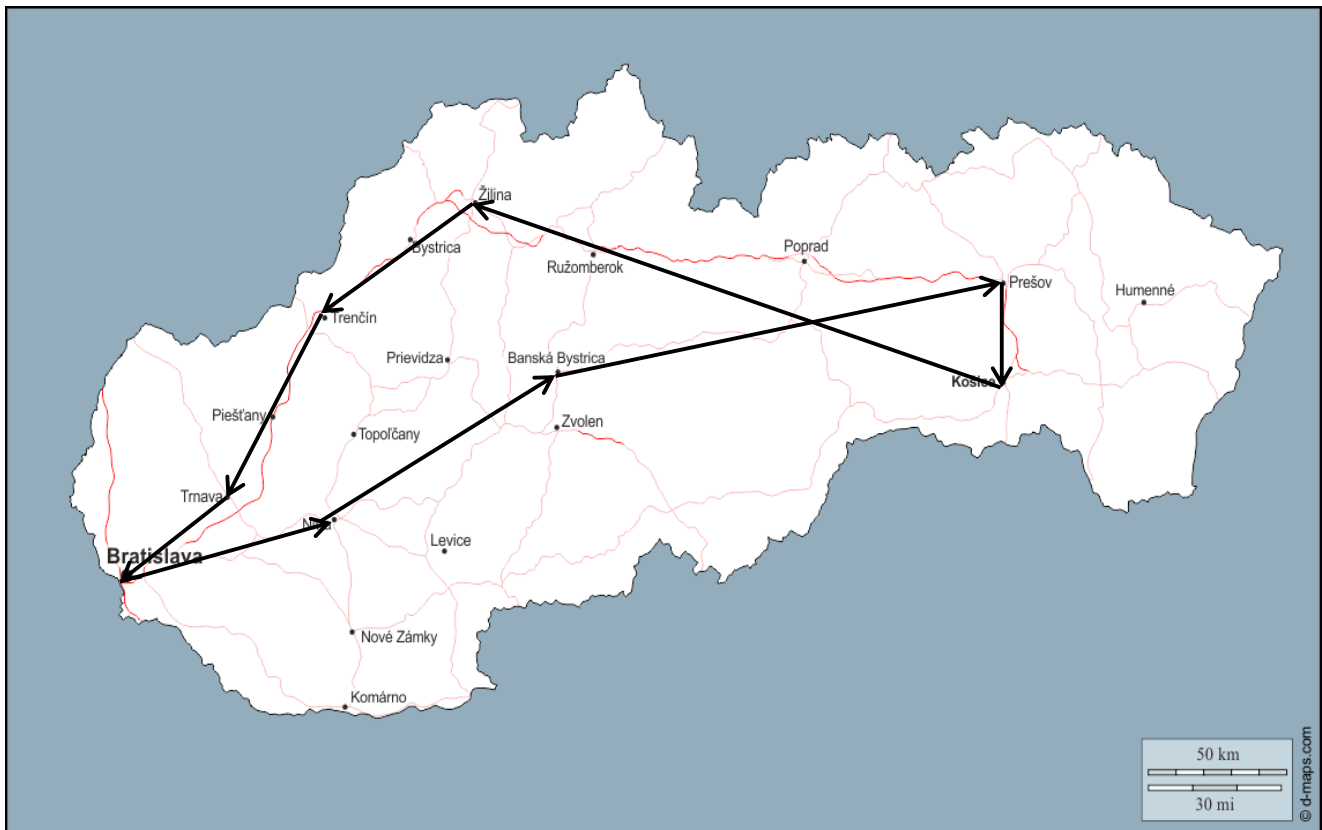 Žilina
Bystrica
Ružomberok
Poprad
Prešov
Humenné
Trenčín
Prievidza
Banská Bystrica
Košice
Piešťany
Topoľčany
Zvolen
Trnava
Nitra
Levice
Bratislava
Nové Zámky
Komárno
50 km
30 mi
© d-maps.com